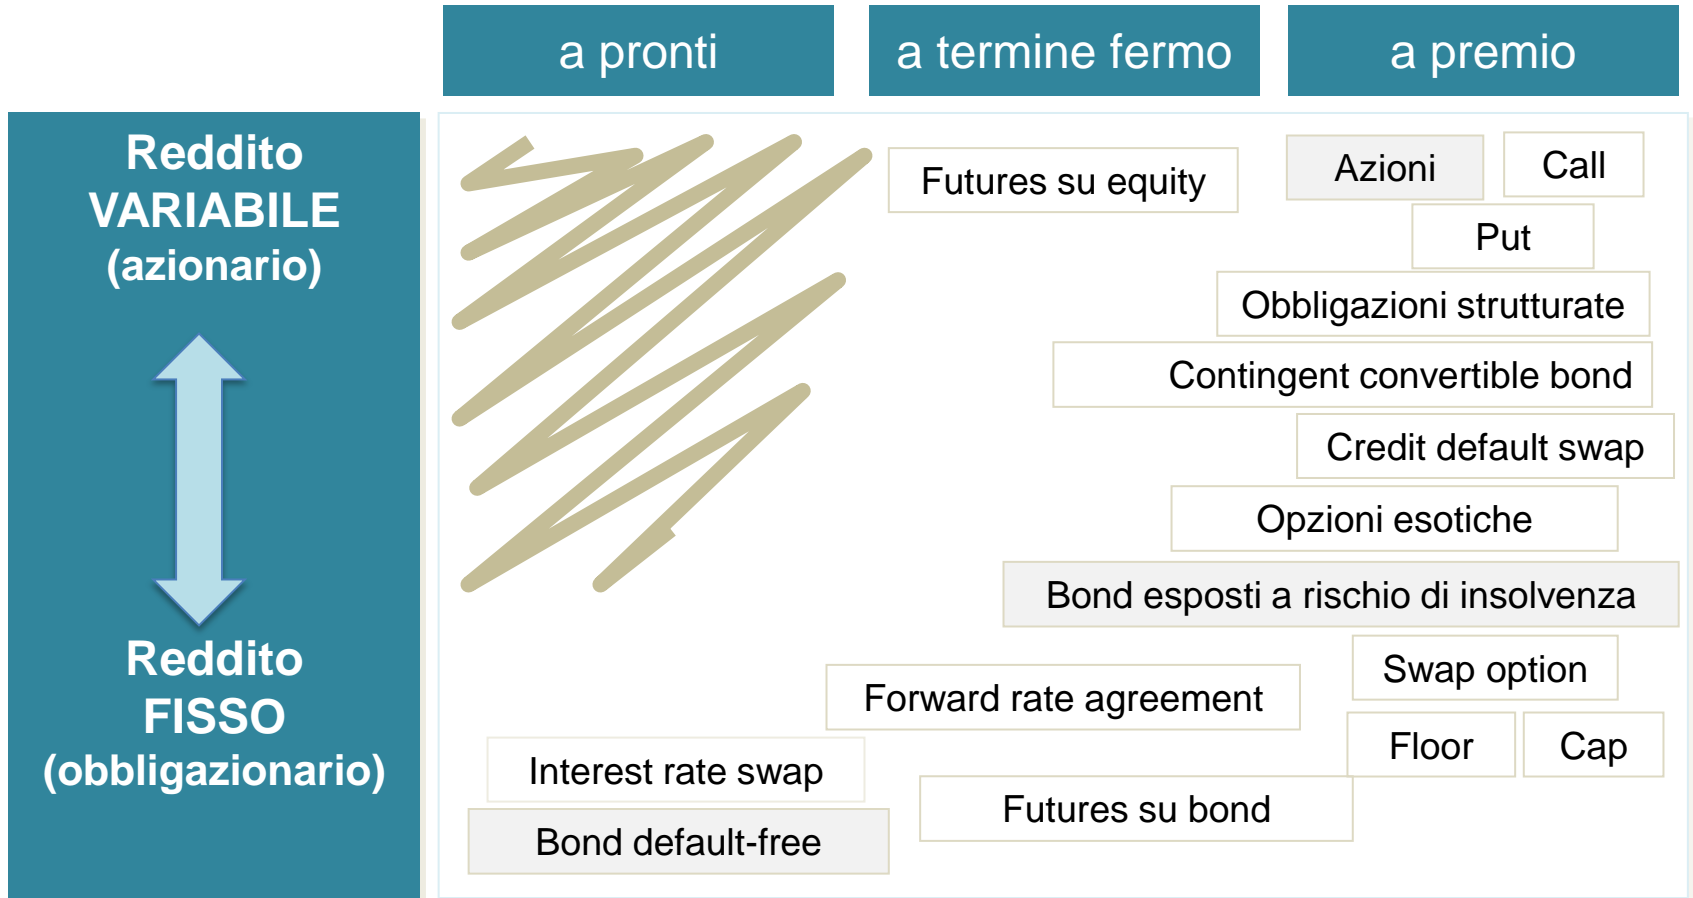 a pronti
a termine fermo
a premio
Reddito
VARIABILE
(azionario)
Reddito
FISSO
(obbligazionario)
Futures su equity
Azioni
Call
Put
Obbligazioni strutturate
Contingent convertible bond
Credit default swap
Opzioni esotiche
Bond esposti a rischio di insolvenza
Swap option
Forward rate agreement
Floor
Cap
Interest rate swap
Futures su bond
Bond default-free